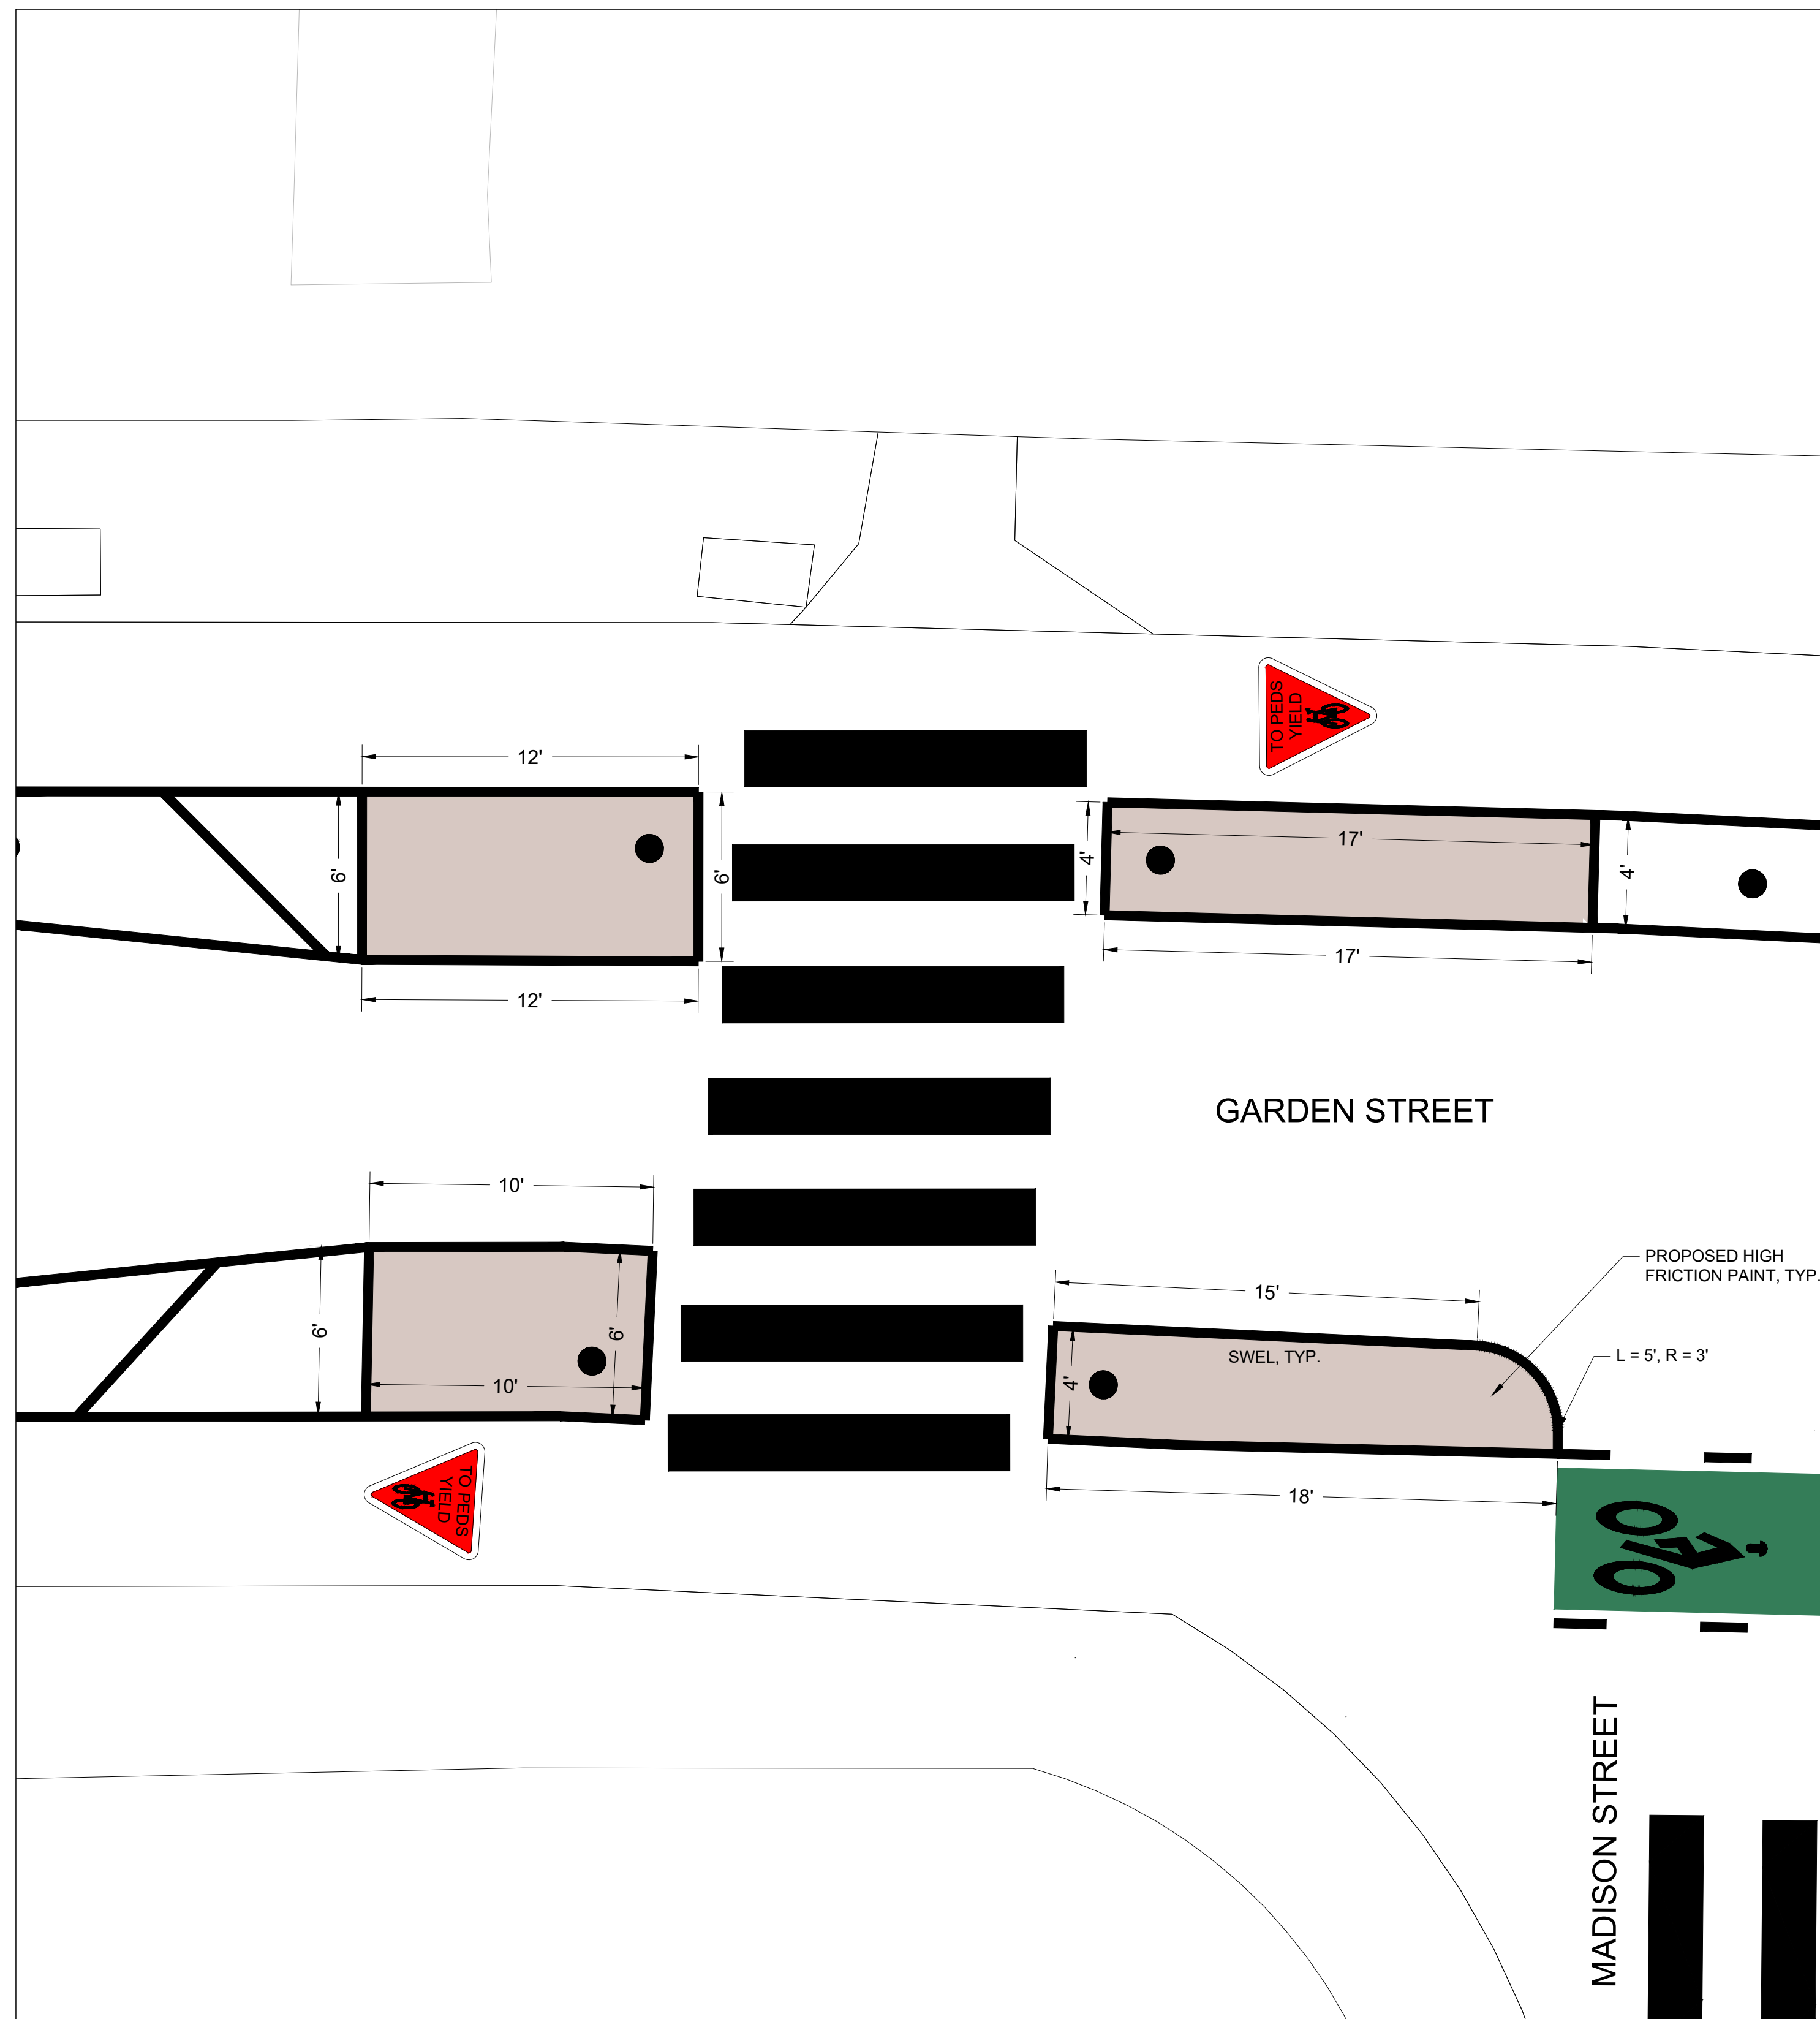 TO PEDS
YIELD
12'
6'
6'
12'
4'
17'
4'
17'
GARDEN STREET
10'
6'
6'
10'
15'
PROPOSED HIGH
FRICTION PAINT, TYP.
SWEL, TYP.
4'
L = 5', R = 3'
18'
TO PEDS
YIELD
MADISON STREET